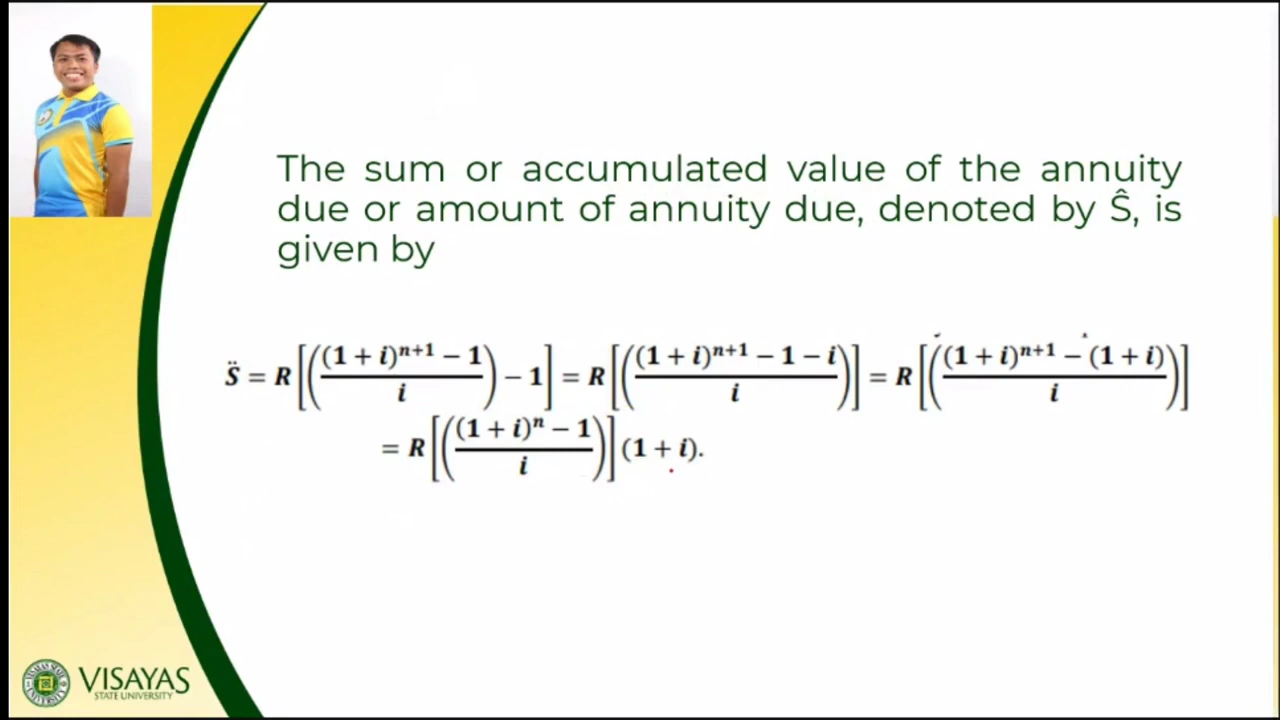 The sum or accumulated value of the annuity
due or amount of annuity due, denoted by Ŝ, is
given by
S̈ = R[(((1 + i)ⁿ⁺¹ − 1)/i) − 1] = R[(((1 + i)ⁿ⁺¹ − 1 − i)/i)] = R[(((1 + i)ⁿ⁺¹ − (1 + i))/i)]
= R[(((1 + i)ⁿ − 1)/i)](1 + i).
VISAYAS
STATE UNIVERSITY